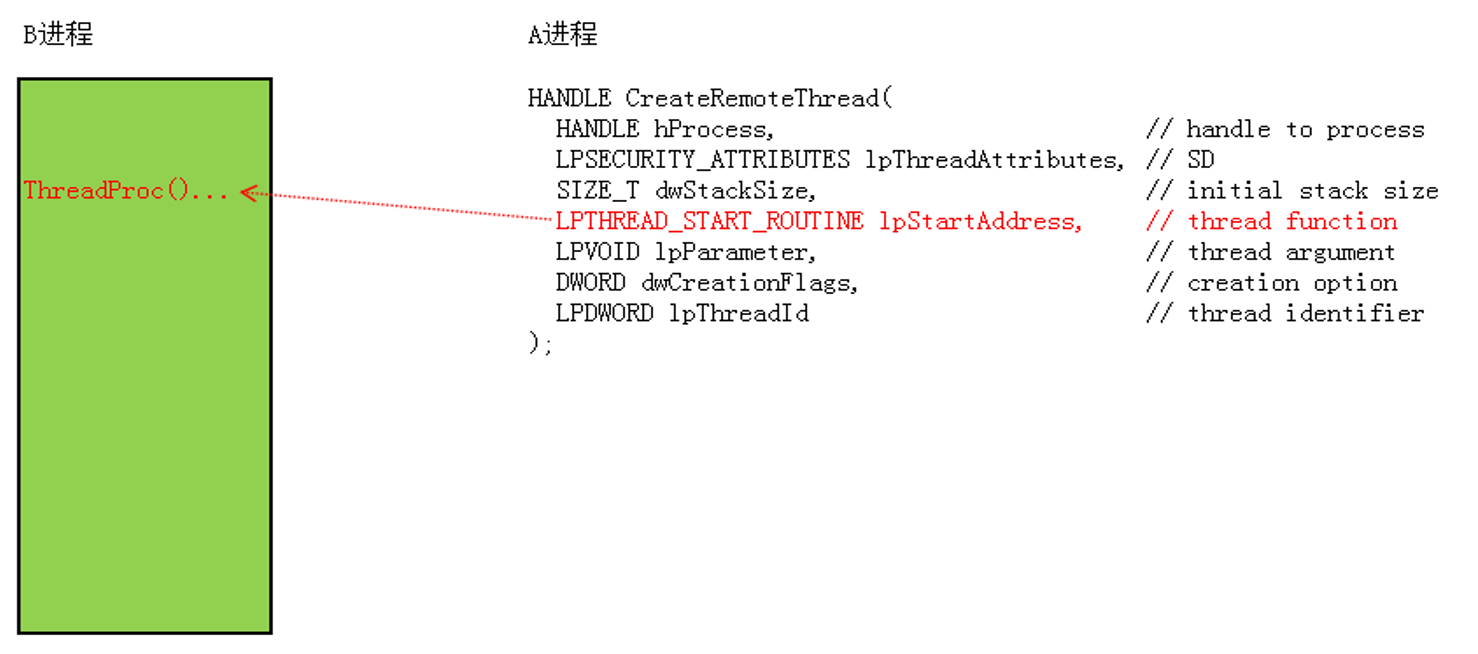 B进程
A进程
ThreadProc()...
HANDLE CreateRemoteThread(
  HANDLE hProcess, // handle to process
  LPSECURITY_ATTRIBUTES lpThreadAttributes, // SD
  SIZE_T dwStackSize, // initial stack size
  LPTHREAD_START_ROUTINE lpStartAddress, // thread function
  LPVOID lpParameter, // thread argument
  DWORD dwCreationFlags, // creation option
  LPDWORD lpThreadId // thread identifier
);